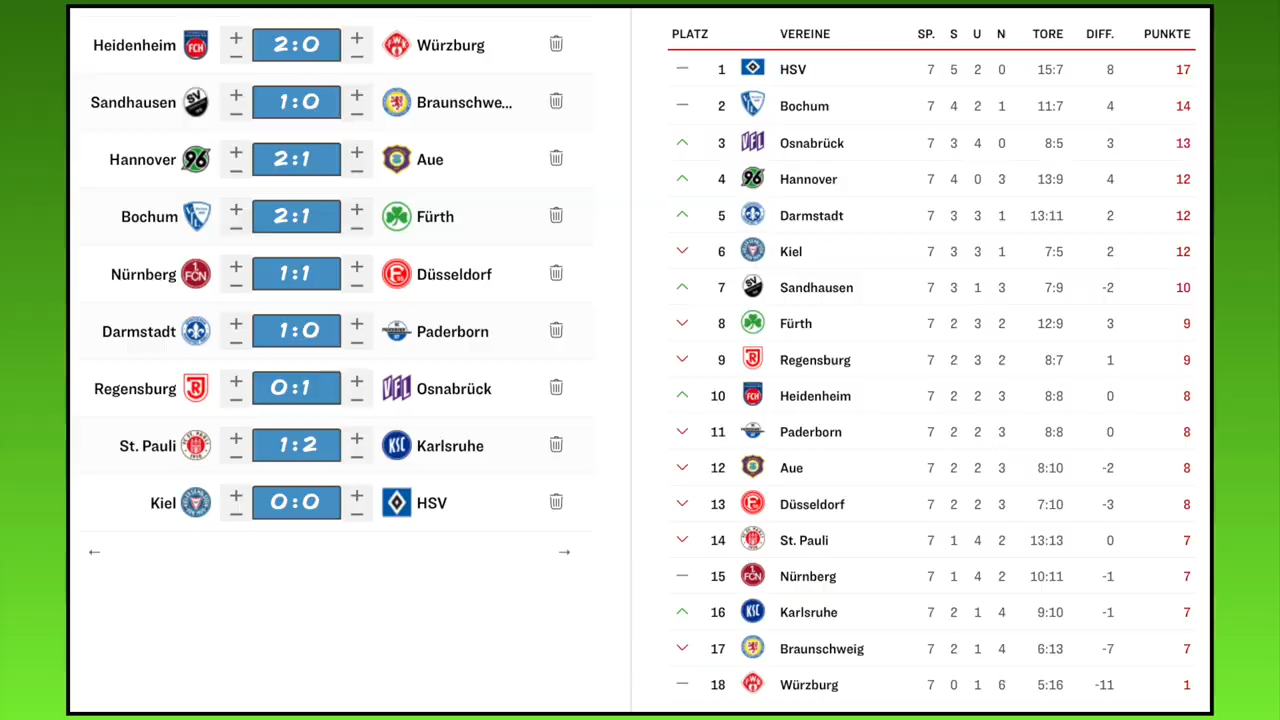 Heidenheim 2:0 Würzburg
Sandhausen 1:0 Braunschwe...
Hannover 2:1 Aue
Bochum 2:1 Fürth
Nürnberg 1:1 Düsseldorf
Darmstadt 1:0 Paderborn
Regensburg 0:1 Osnabrück
St. Pauli 1:2 Karlsruhe
Kiel 0:0 HSV
PLATZ VEREINE SP. S U N TORE DIFF. PUNKTE
1 HSV 7 5 2 0 15:7 8 17
2 Bochum 7 4 2 1 11:7 4 14
3 Osnabrück 7 3 4 0 8:5 3 13
4 Hannover 7 4 0 3 13:9 4 12
5 Darmstadt 7 3 3 1 13:11 2 12
6 Kiel 7 3 3 1 7:5 2 12
7 Sandhausen 7 3 1 3 7:9 -2 10
8 Fürth 7 2 3 2 12:9 3 9
9 Regensburg 7 2 3 2 8:7 1 9
10 Heidenheim 7 2 2 3 8:8 0 8
11 Paderborn 7 2 2 3 8:8 0 8
12 Aue 7 2 2 3 8:10 -2 8
13 Düsseldorf 7 2 2 3 7:10 -3 8
14 St. Pauli 7 1 4 2 13:13 0 7
15 Nürnberg 7 1 4 2 10:11 -1 7
16 Karlsruhe 7 2 1 4 9:10 -1 7
17 Braunschweig 7 2 1 4 6:13 -7 7
18 Würzburg 7 0 1 6 5:16 -11 1